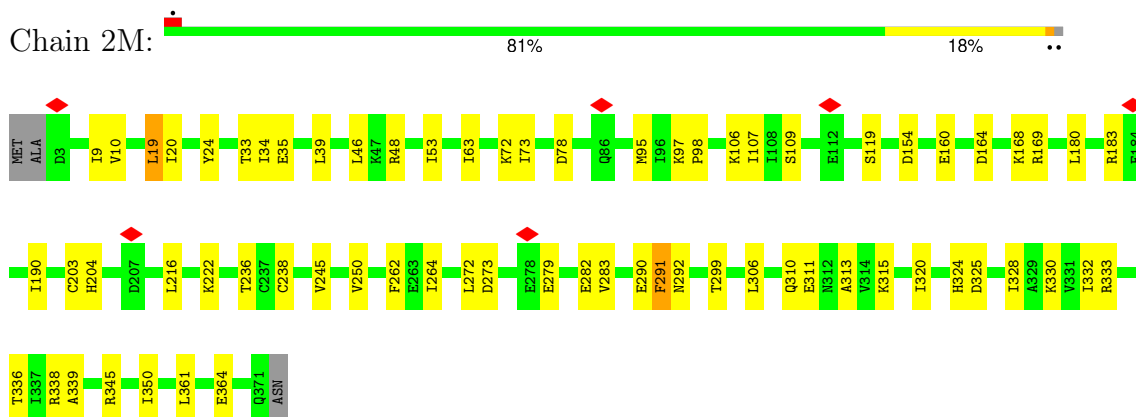 Chain 2M:
81% 18%
MET ALA D3 I9 V10 L19 I20 Y24 T33 I34 E35 L39 L46 K47 R48 I53 I63 K72 I73 D78 Q86 M95 I96 K97 P98 K106 I107 I108 S109 E112 S119 D154 E160 D164 K168 R169 L180 R183 E184
I190 C203 H204 D207 L216 K222 T236 C237 C238 V245 V250 F262 E263 I264 L272 D273 E278 E279 E282 V283 E290 F291 N292 T299 L306 Q310 E311 N312 A313 V314 K315 I320 H324 D325 I328 A329 K330 V331 I332 R333
T336 I337 R338 A339 R345 I350 L361 E364 Q371 ASN